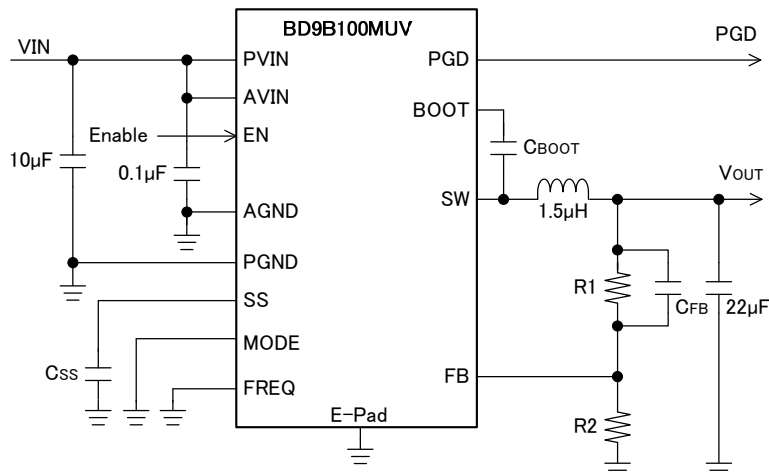 BD9B100MUV
VIN
PGD
PVIN
PGD
AVIN
BOOT
Enable
EN
CBOOT
10µF
0.1µF
SW
VOUT
1.5µH
AGND
PGND
SS
R1
CFB
22µF
MODE
CSS
FB
FREQ
E-Pad
R2